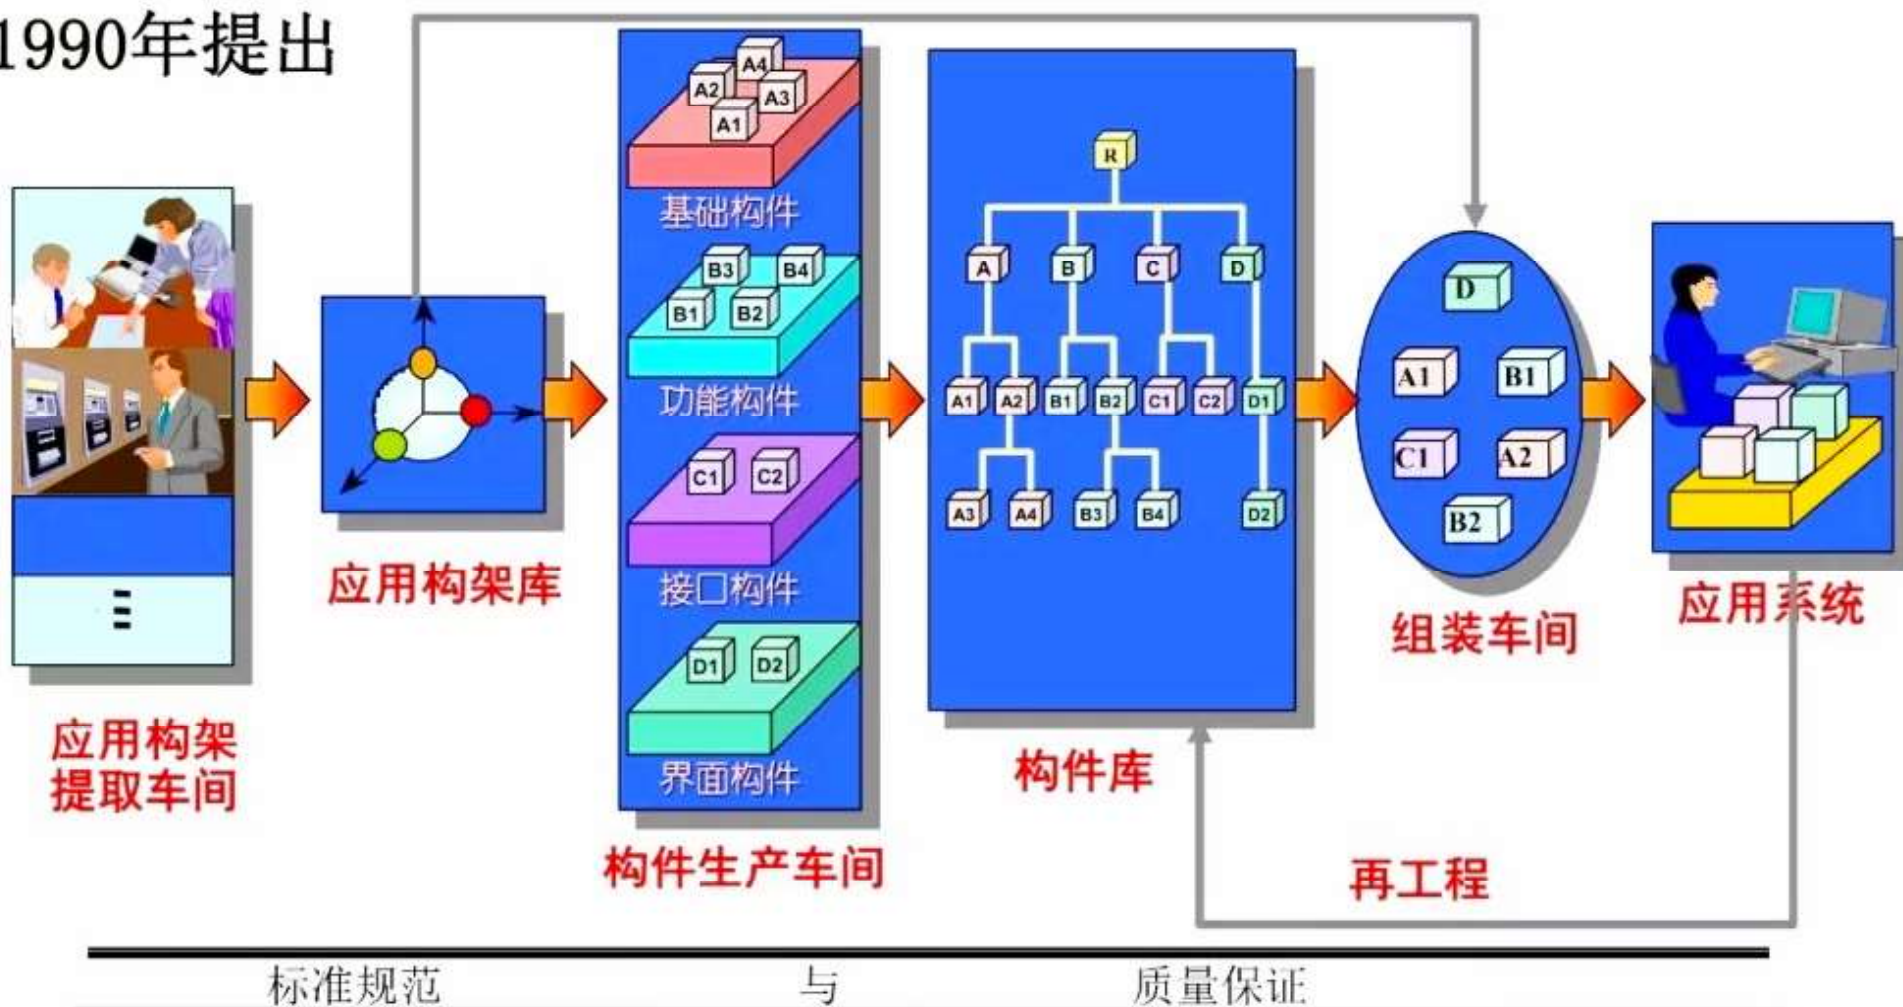 1990年提出
A4
A2
A3
A1
基础构件
B3 B4
B1 B2
功能构件
C1 C2
接口构件
D1 D2
界面构件
R
A B C D
A1 A2 B1 B2 C1 C2 D1
A3 A4 B3 B4 D2
D
A1 B1
C1 A2
B2
应用构架
提取车间
应用构架库
构件生产车间
构件库
组装车间
应用系统
再工程
标准规范 与 质量保证